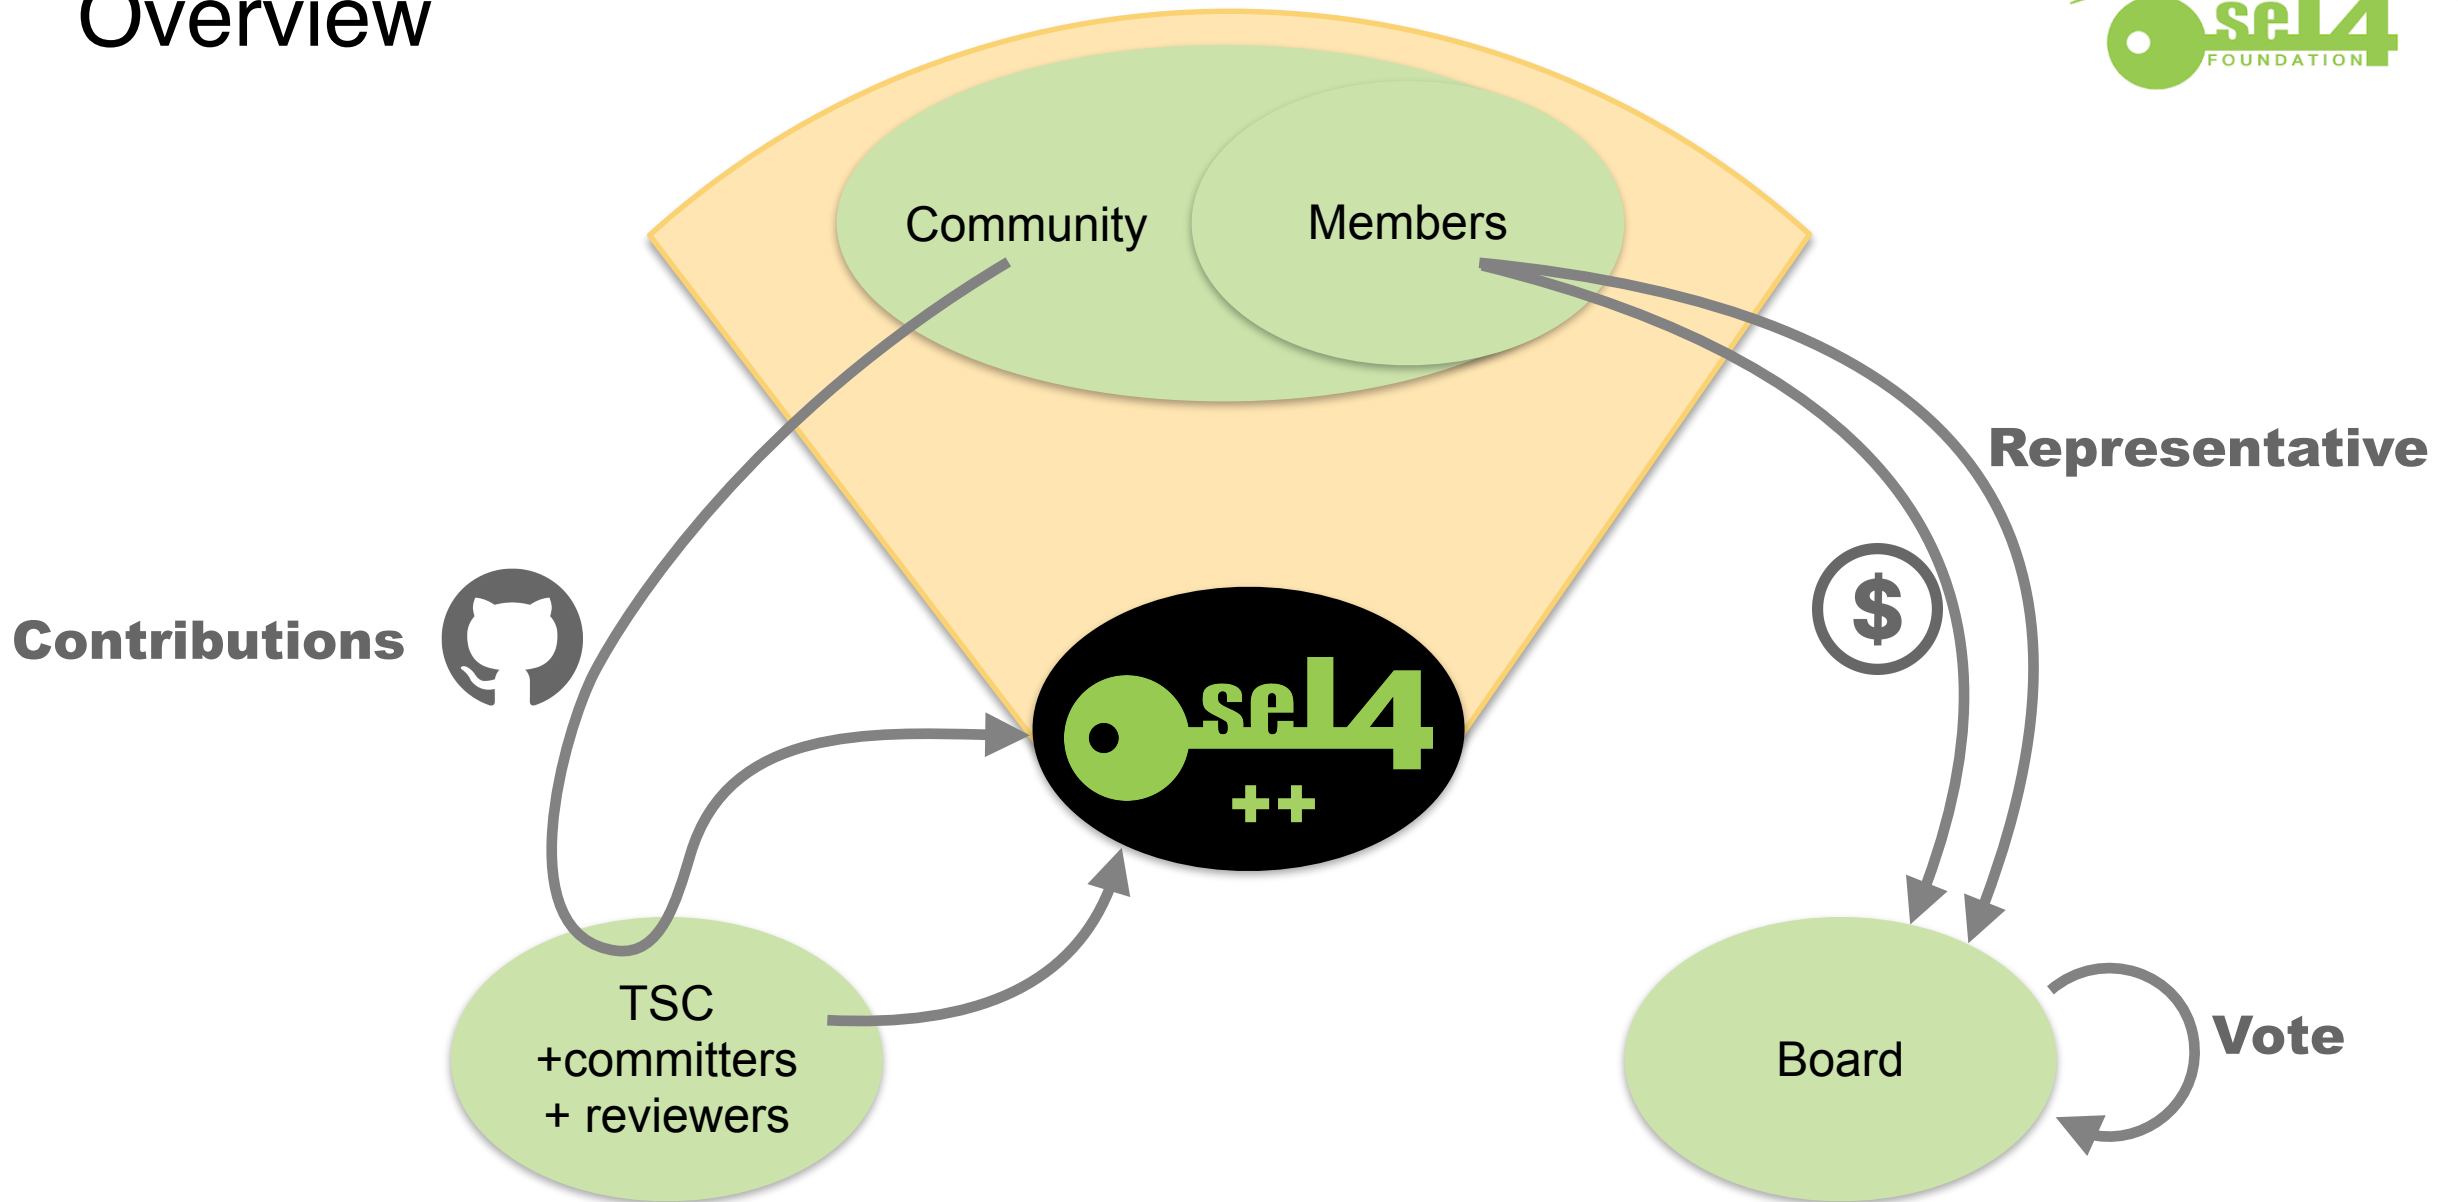 Overview
seL4
FOUNDATION
Community
Members
Representative
$
Contributions
seL4
++
TSC
+committers
+ reviewers
Board
Vote